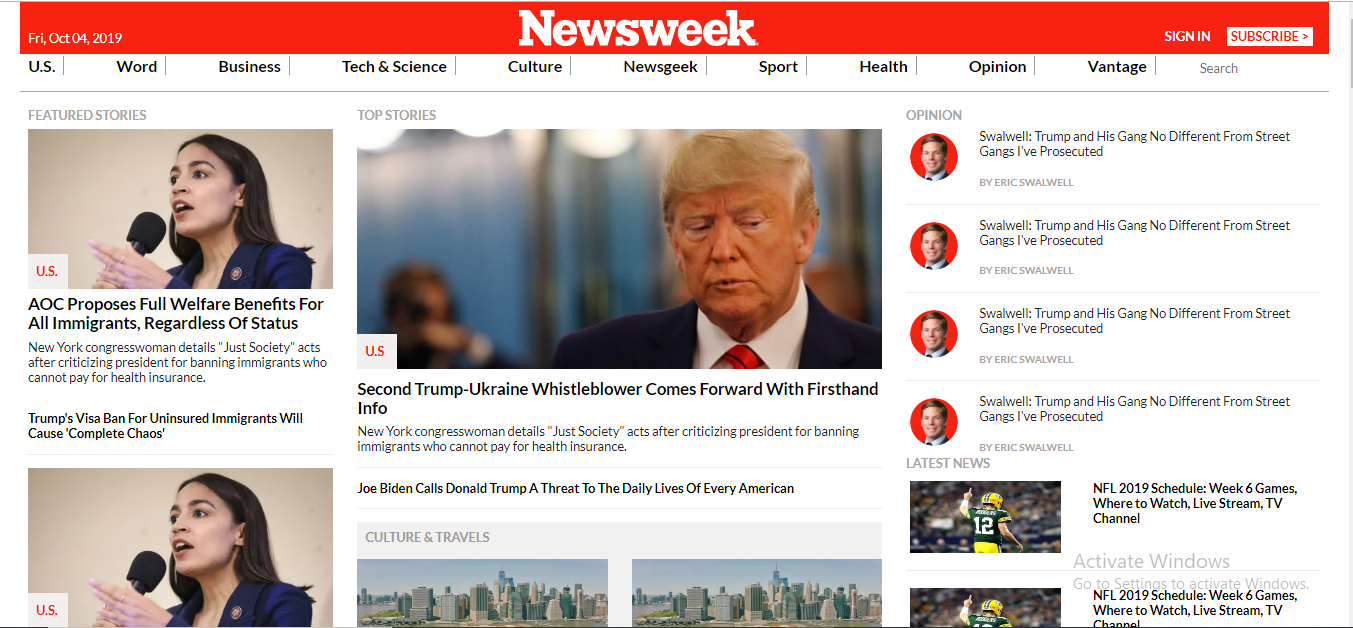 Fri, Oct 04, 2019
Newsweek
SIGN IN
SUBSCRIBE >
U.S.
Word
Business
Tech & Science
Culture
Newsgeek
Sport
Health
Opinion
Vantage
Search
FEATURED STORIES
U.S.
AOC Proposes Full Welfare Benefits For
All Immigrants, Regardless Of Status
New York congresswoman details "Just Society" acts
after criticizing president for banning immigrants who
cannot pay for health insurance.
Trump's Visa Ban For Uninsured Immigrants Will
Cause 'Complete Chaos'
U.S.
TOP STORIES
U.S
Second Trump-Ukraine Whistleblower Comes Forward With Firsthand
Info
New York congresswoman details "Just Society" acts after criticizing president for banning
immigrants who cannot pay for health insurance.
Joe Biden Calls Donald Trump A Threat To The Daily Lives Of Every American
CULTURE & TRAVELS
OPINION
Swalwell: Trump and His Gang No Different From Street
Gangs I've Prosecuted
BY ERIC SWALWELL
Swalwell: Trump and His Gang No Different From Street
Gangs I've Prosecuted
BY ERIC SWALWELL
Swalwell: Trump and His Gang No Different From Street
Gangs I've Prosecuted
BY ERIC SWALWELL
Swalwell: Trump and His Gang No Different From Street
Gangs I've Prosecuted
BY ERIC SWALWELL
LATEST NEWS
RODGERS
12
NFL 2019 Schedule: Week 6 Games,
Where to Watch, Live Stream, TV
Channel
Activate Windows
Go to Settings to activate Windows.
NFL 2019 Schedule: Week 6 Games,
Where to Watch, Live Stream, TV
Channel